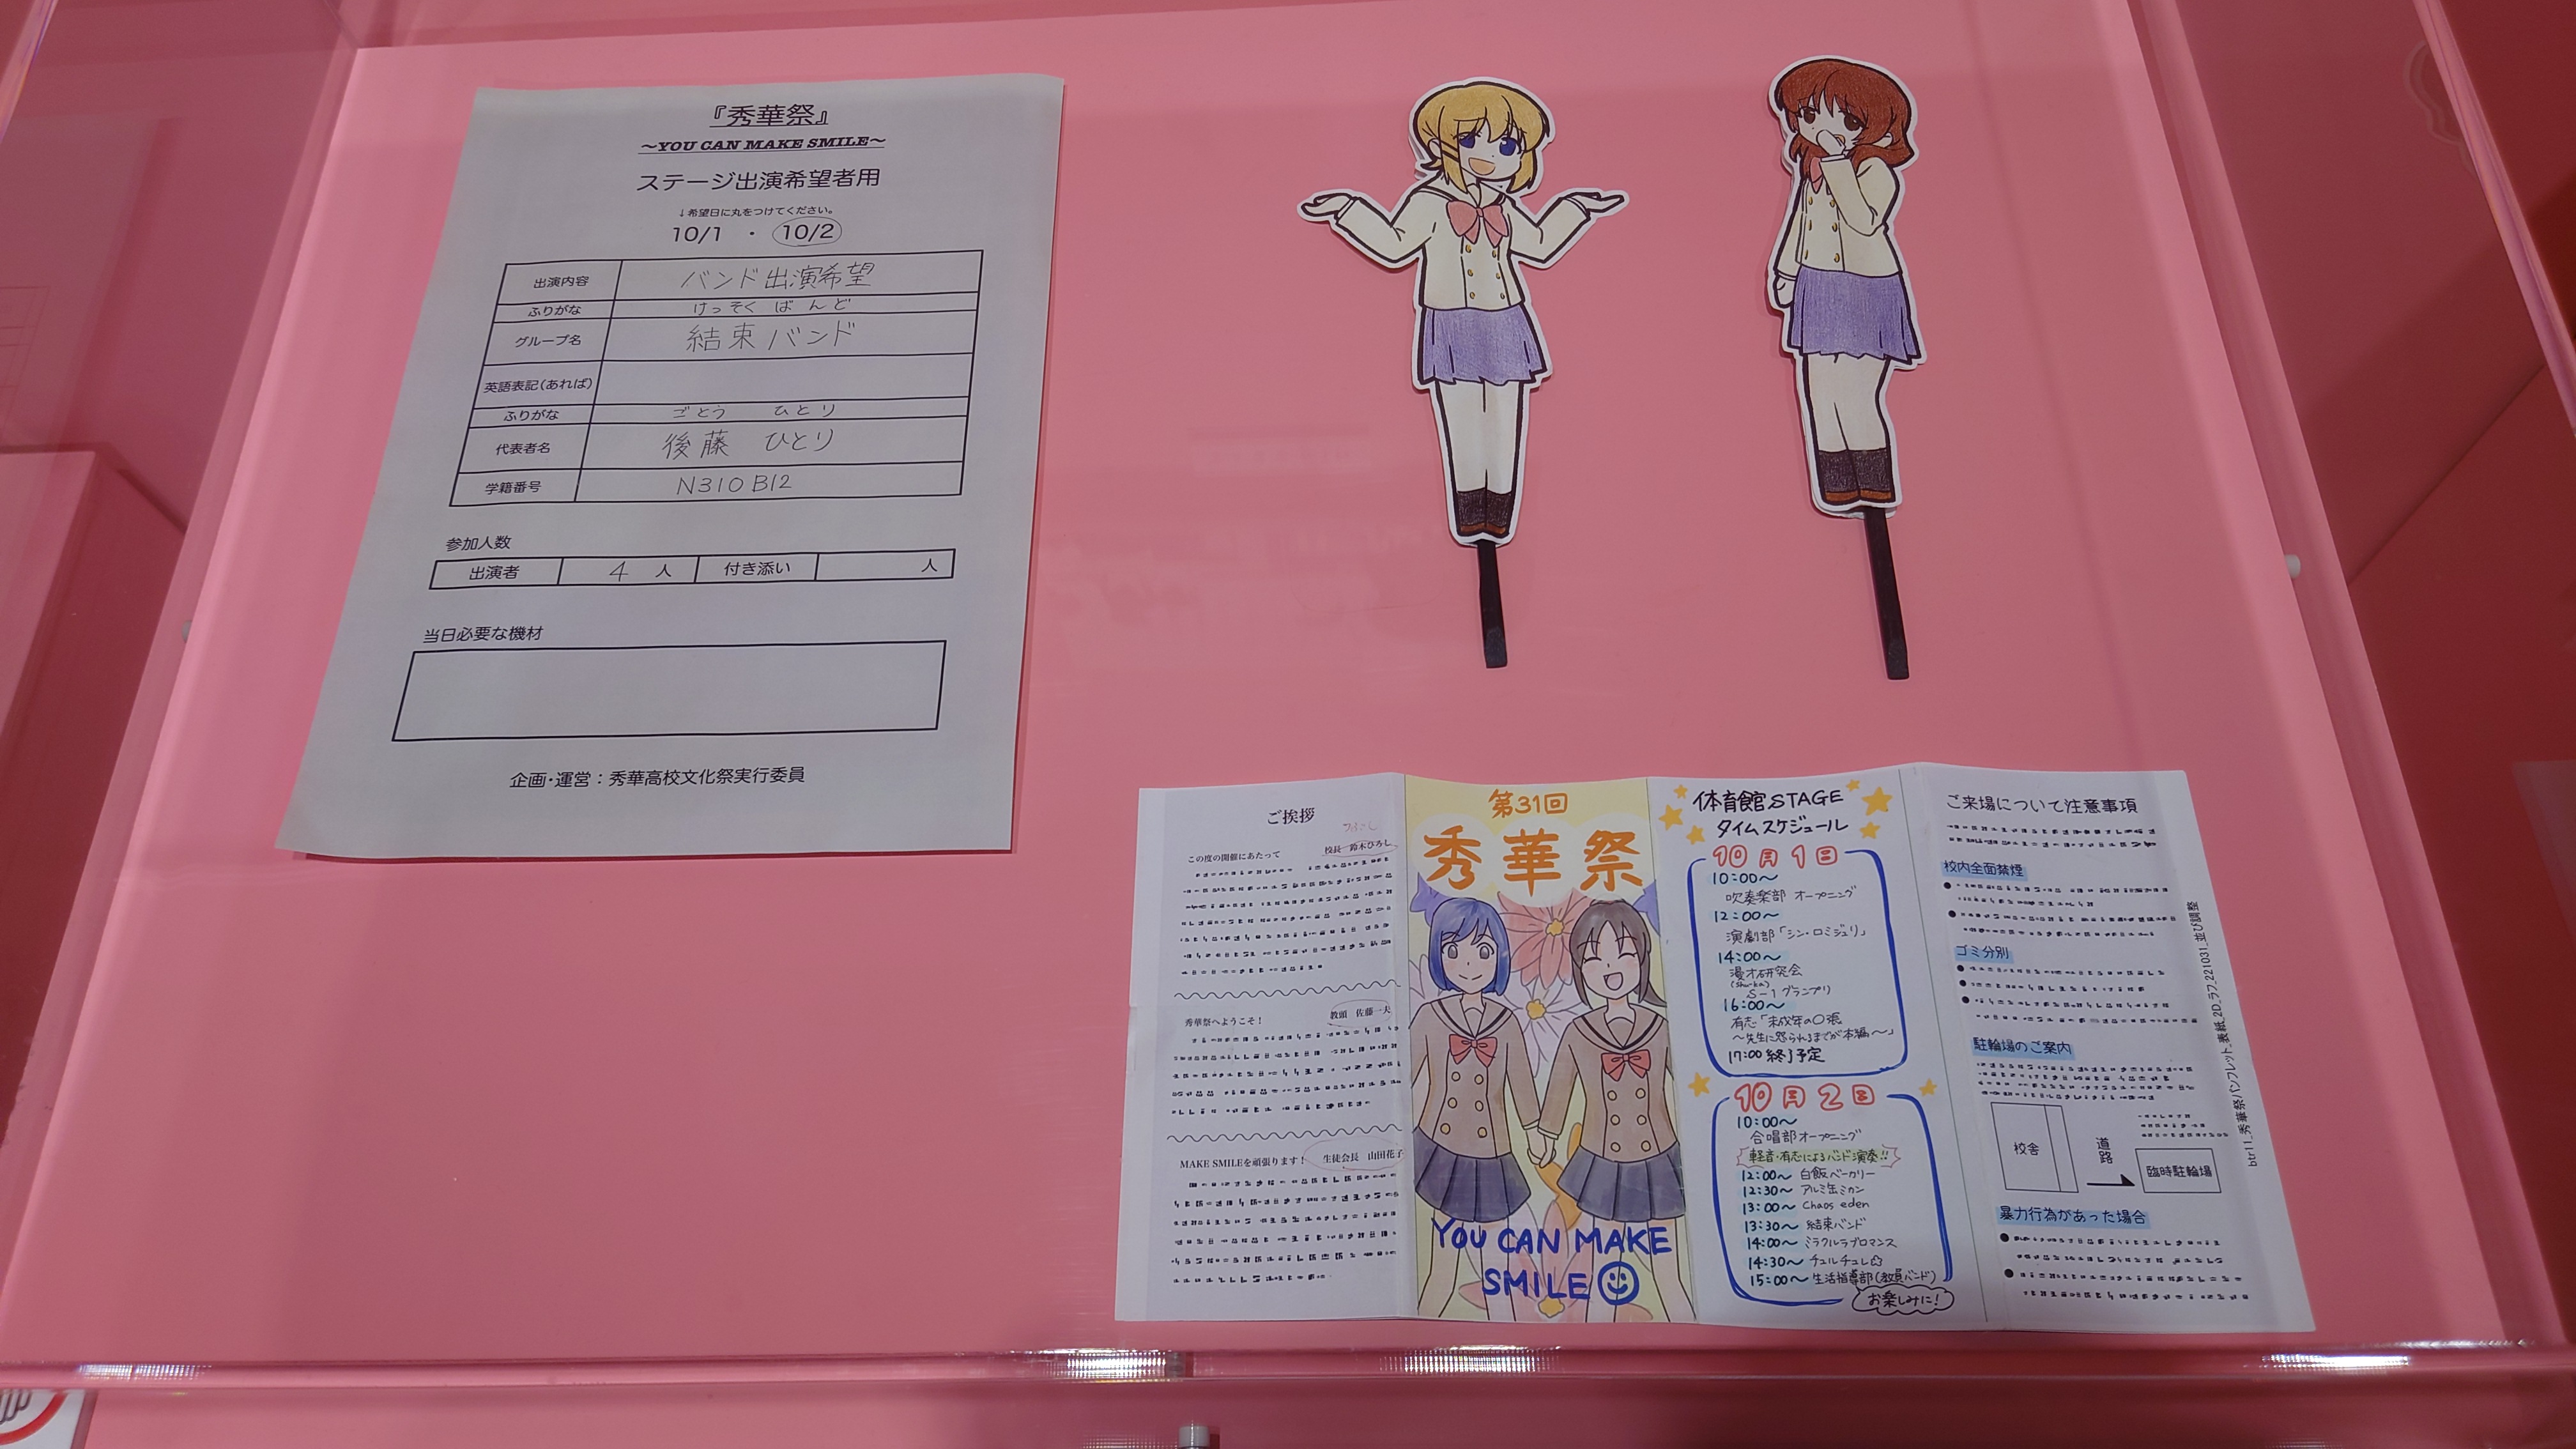 『秀華祭』
～YOU CAN MAKE SMILE～
ステージ出演希望者用
↓希望日に丸をつけてください。
10/1 ・ 10/2
出演内容 バンド出演希望
ふりがな けっそく ばんど
グループ名 結束バンド
英語表記(あれば)
ふりがな ごとう ひとり
代表者名 後藤 ひとり
学籍番号 N310B12
参加人数
出演者 4 人 付き添い 人
当日必要な機材
企画・運営：秀華高校文化祭実行委員
ご挨拶
この度の開催にあたって 校長 鈴木ひろし
秀華祭へようこそ！ 教頭 佐藤一夫
MAKE SMILEを頑張ります！ 生徒会長 山田花子
第31回
秀華祭
YOU CAN MAKE
SMILE
体育館STAGE
タイムスケジュール
10月1日
10:00～
吹奏楽部 オープニング
12:00～
演劇部「シン・ロミジュリ」
14:00～
漫才研究会
S-1グランプリ
16:00～
有志「未成年の〇張
～先生に怒られるまでが本編～」
17:00 終了予定
10月2日
10:00～
合唱部オープニング
軽音・有志によるバンド演奏!!
12:00～ 白飯ベーカリー
12:30～ アルミ缶ミカン
13:00～ Chaos eden
13:30～ 結束バンド
14:00～ ミラクルラブロマンス
14:30～ チュルチュレ☆
15:00～ 生活指導部(教員バンド)
お楽しみに！
ご来場について注意事項
校内全面禁煙
ゴミ分別
駐輪場のご案内
校舎
道路
臨時駐輪場
暴力行為があった場合
btr11_秀華祭パンフレット_表紙_2D_ラフ_221031_並び調整